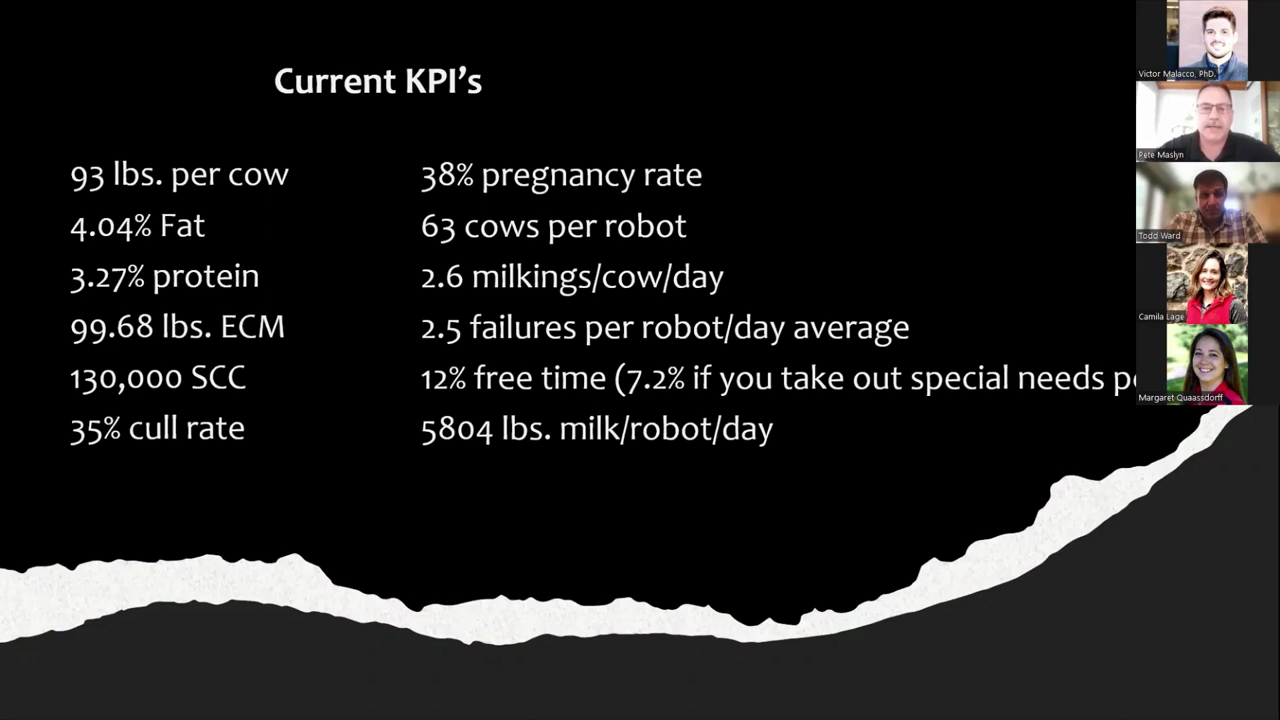 Current KPI's
93 lbs. per cow
4.04% Fat
3.27% protein
99.68 lbs. ECM
130,000 SCC
35% cull rate
38% pregnancy rate
63 cows per robot
2.6 milkings/cow/day
2.5 failures per robot/day average
12% free time (7.2% if you take out special needs
5804 lbs. milk/robot/day
Victor Malacco, PhD.
Pete Maslyn
Todd Ward
Camila Lage
Margaret Quaassdorff